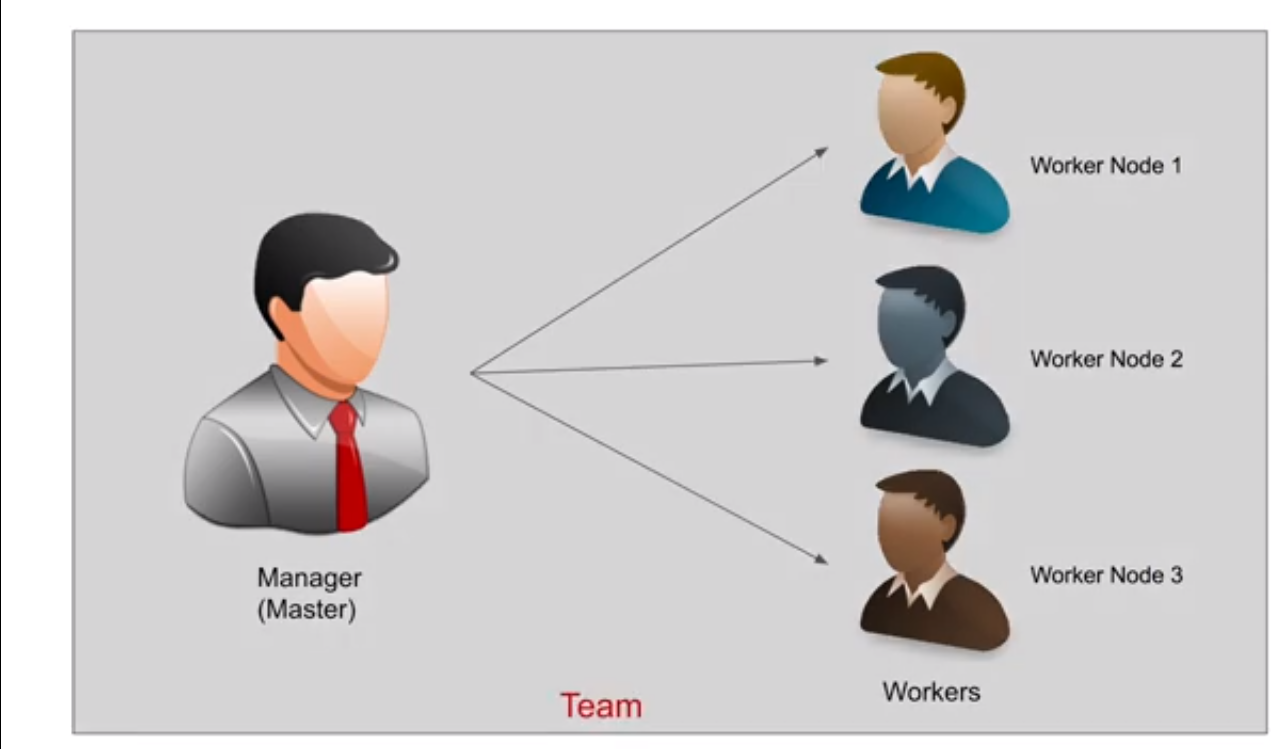 Worker Node 1
Worker Node 2
Manager
(Master)
Worker Node 3
Workers
Team